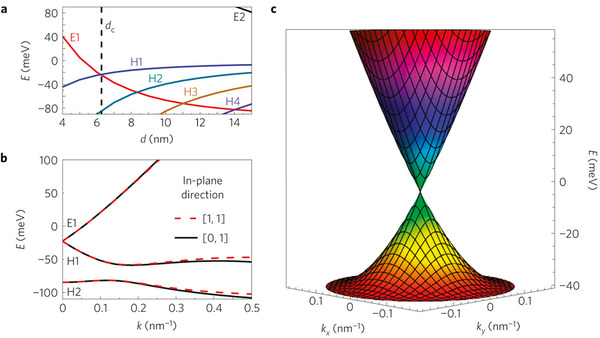 a
E2
E1
d_c
H1
H2
H3
H4
E (meV)
40
0
−40
−80
4
6
8
10
12
14
d (nm)
b
In-plane
direction
[1, 1]
[0, 1]
E1
H1
H2
E (meV)
100
50
0
−50
−100
0
0.1
0.2
0.3
0.4
0.5
k (nm⁻¹)
c
40
20
0
−20
−40
E (meV)
0.1
0
−0.1
k_x (nm⁻¹)
−0.1
0
0.1
k_y (nm⁻¹)